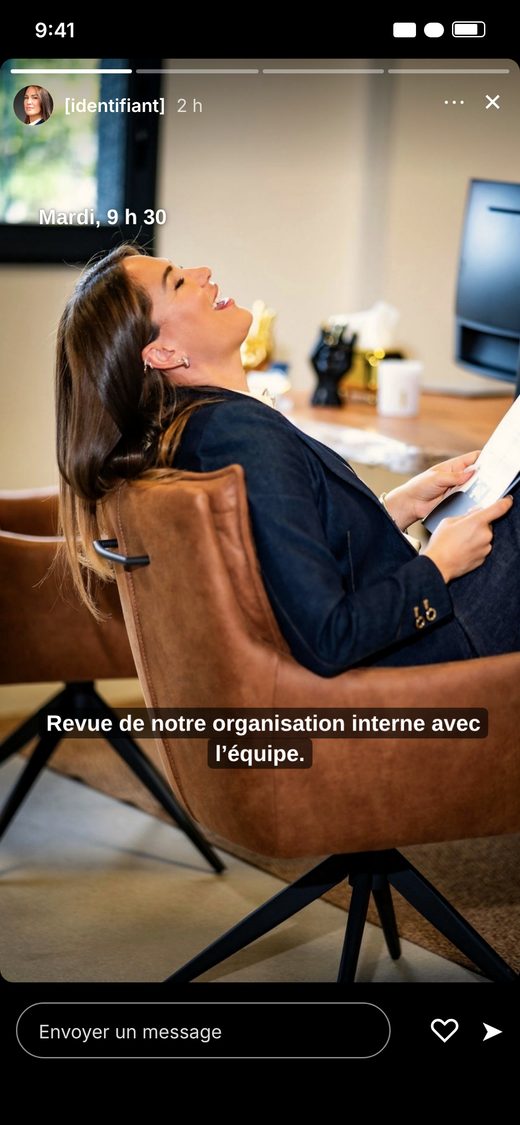 9:41
[identifiant] 2 h
Mardi, 9 h 30
Revue de notre organisation interne avec
l’équipe.
Envoyer un message